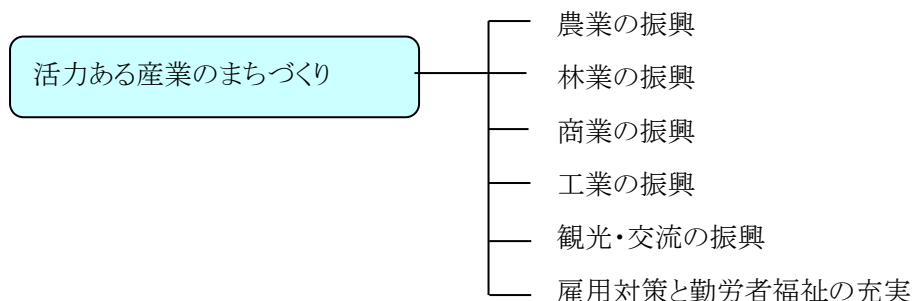 活力ある産業のまちづくり
農業の振興
林業の振興
商業の振興
工業の振興
観光・交流の振興
雇用対策と勤労者福祉の充実